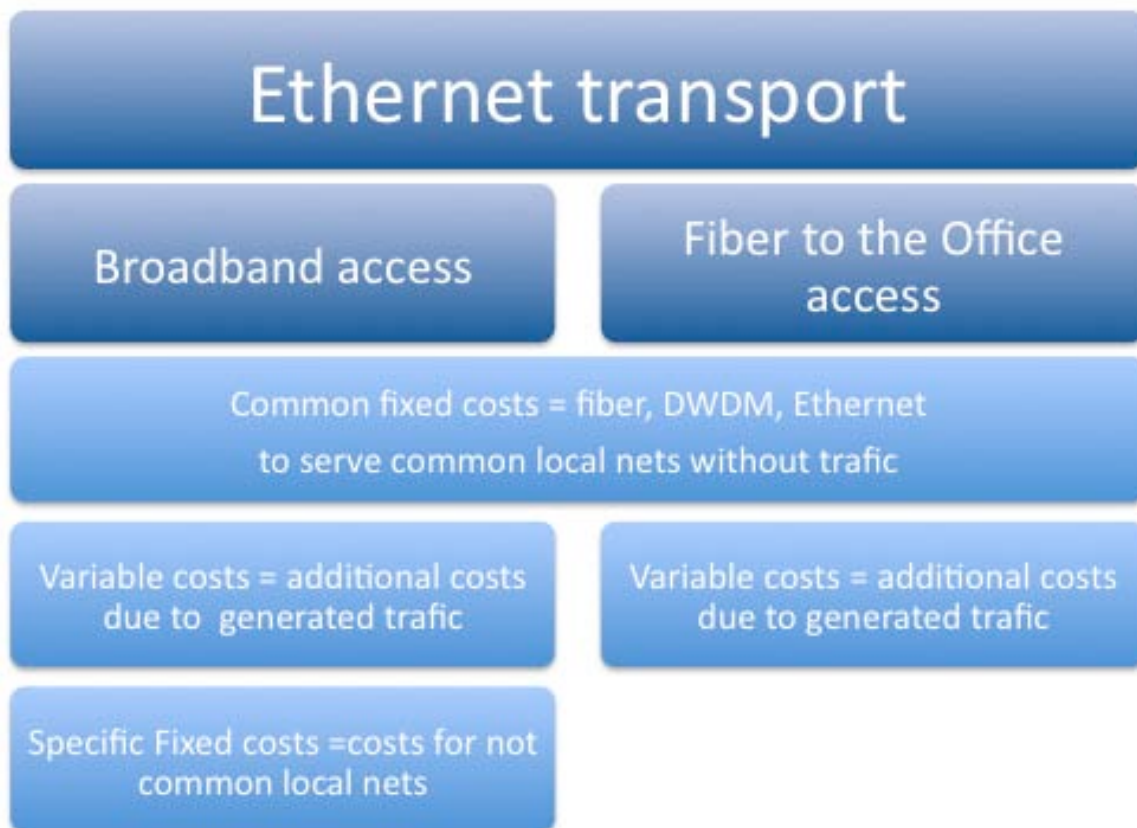 Ethernet transport
Broadband access
Fiber to the Office
access
Common fixed costs = fiber, DWDM, Ethernet
to serve common local nets without trafic
Variable costs = additional costs
due to  generated trafic
Variable costs = additional costs
due to generated traffic
Specific Fixed costs =costs for not
common local nets